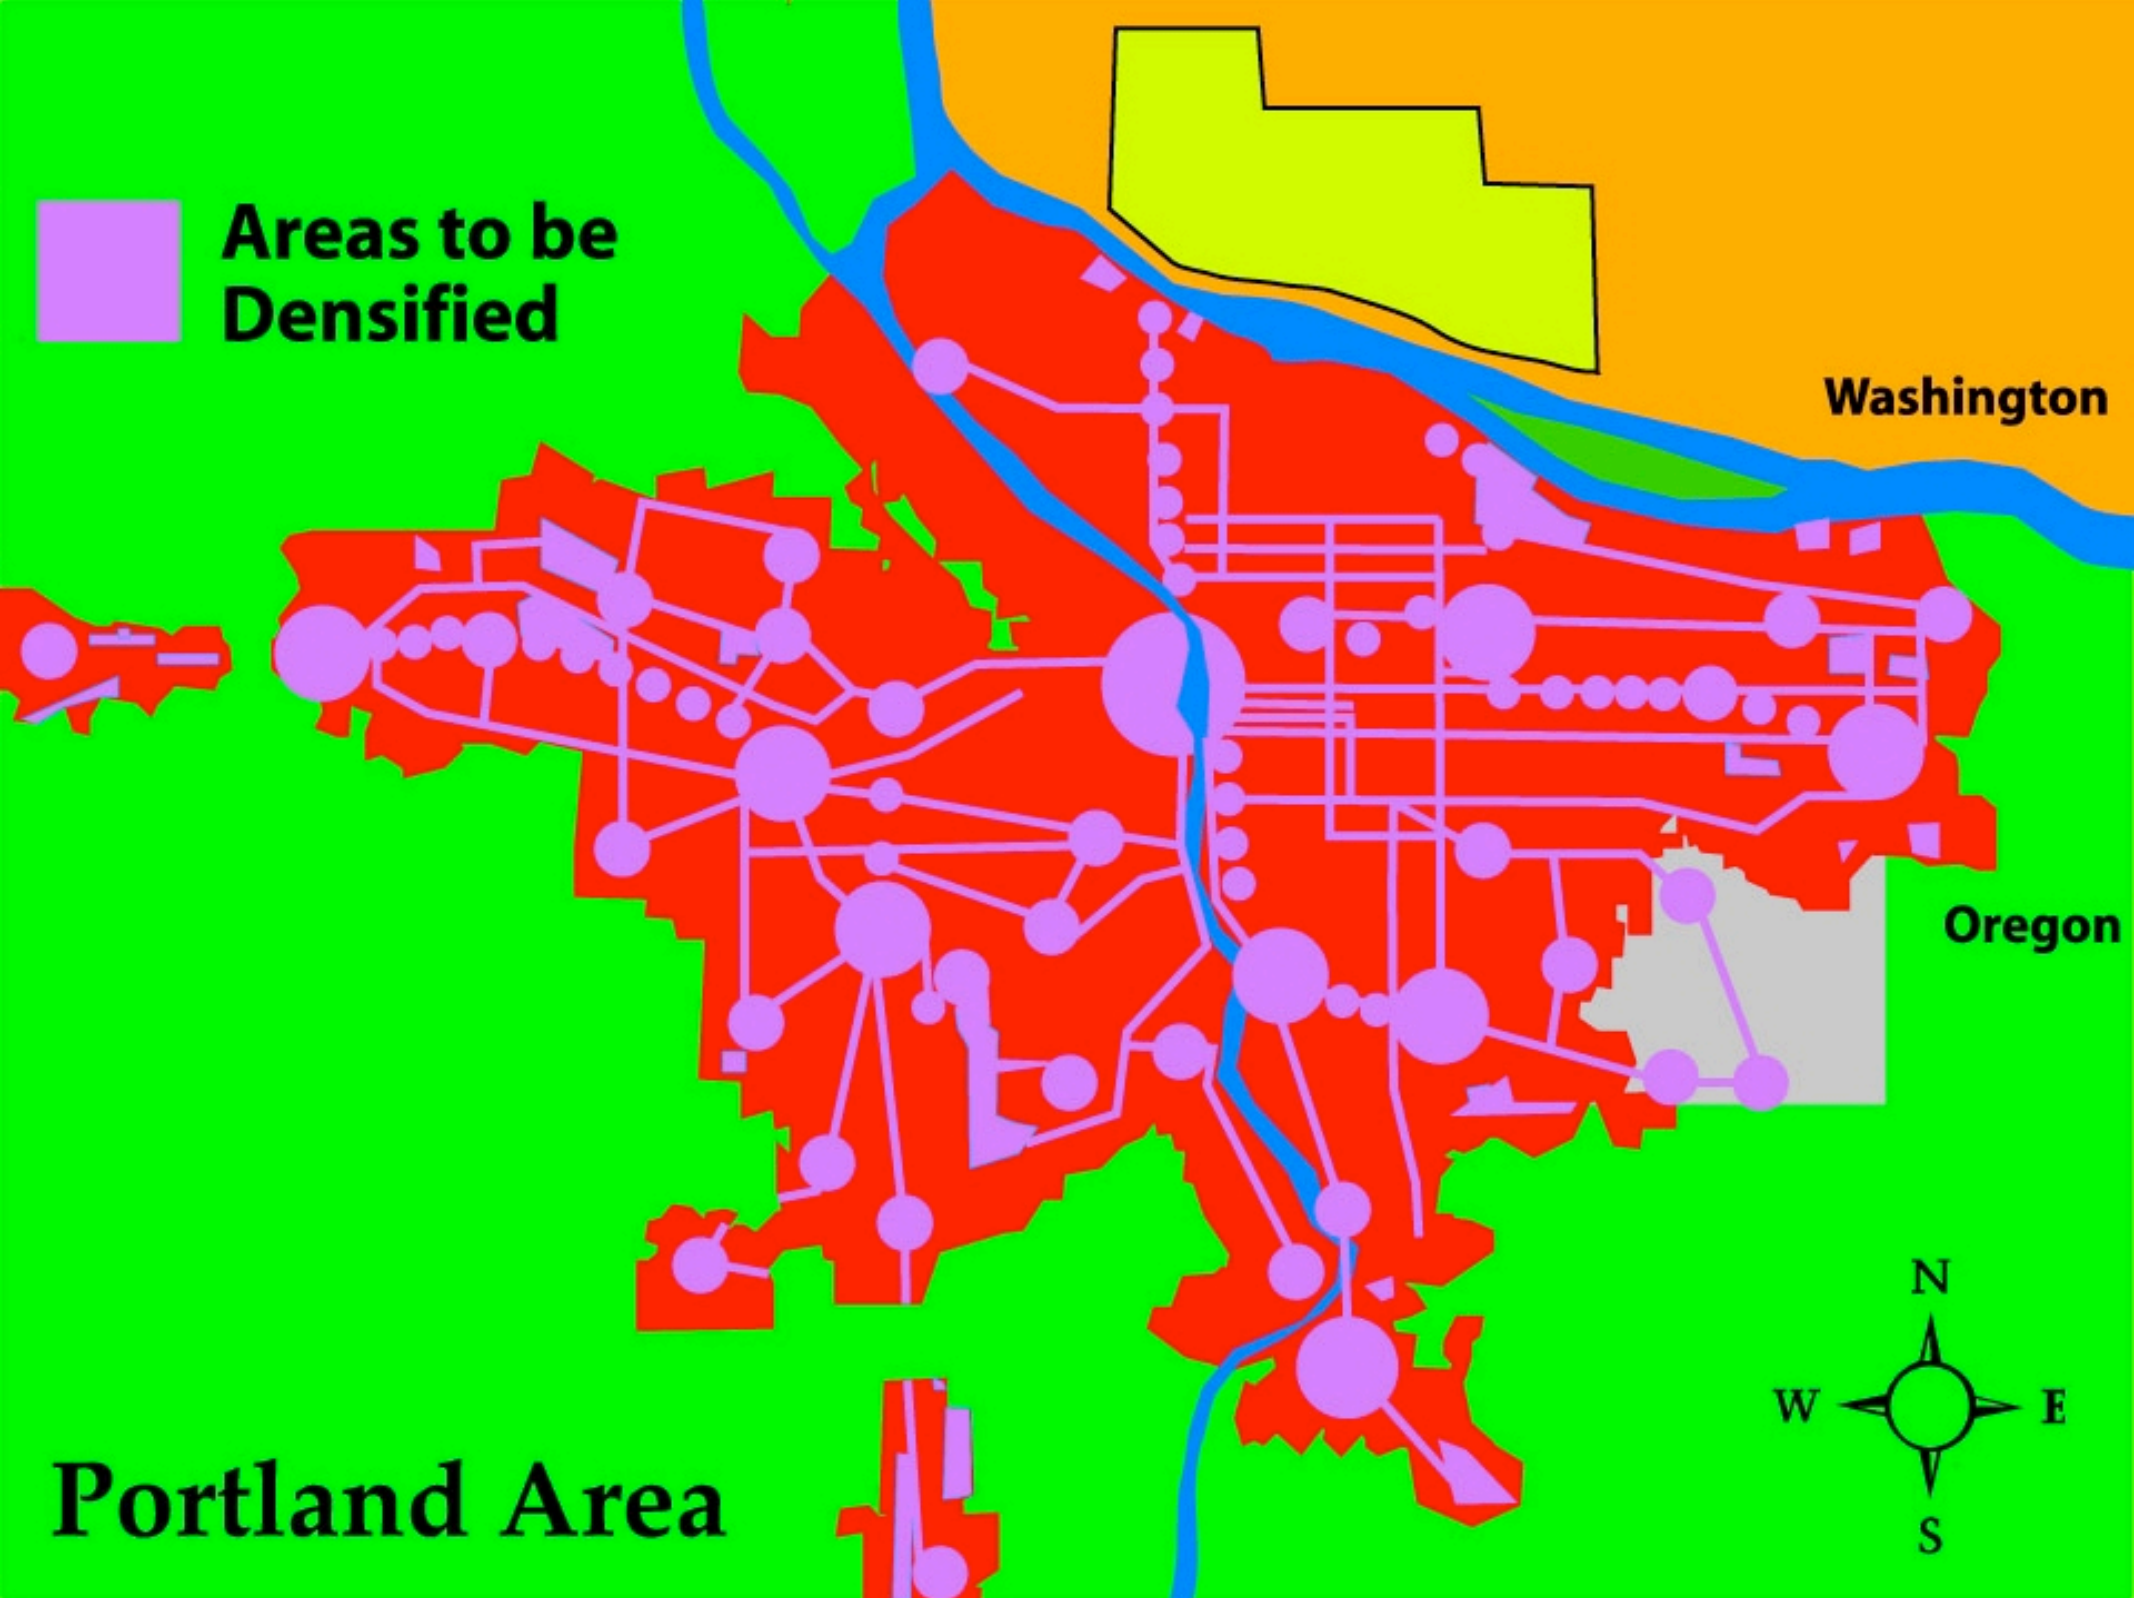 Areas to be
Densified
Washington
Oregon
N
W E
S
Portland Area